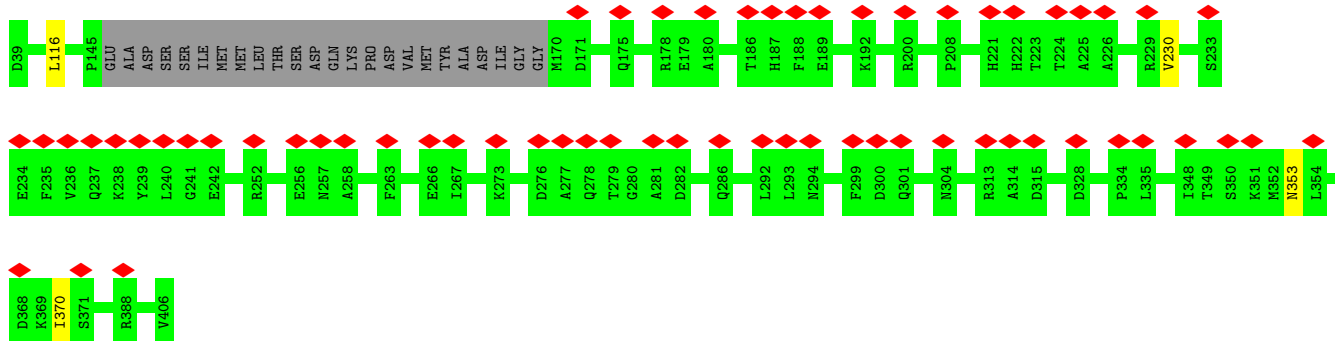 D39 L116 P145 GLU ALA ASP SER SER ILE MET MET LEU THR SER ASP GLN LYS PRO ASP VAL MET TYR ALA ASP ILE GLY GLY M170 D171 Q175 R178 E179 A180 T186 H187 F188 E189 K192 R200 P208 H221 H222 T223 T224 A225 A226 R229 V230 S233
E234 F235 V236 Q237 K238 Y239 L240 G241 E242 R252 E256 N257 A258 F263 E266 I267 K273 D276 A277 Q278 T279 G280 A281 D282 Q286 L292 L293 N294 F299 D300 Q301 N304 R313 A314 D315 D328 P334 L335 I348 T349 S350 K351 M352 N353 L354
D368 K369 I370 S371 R388 V406